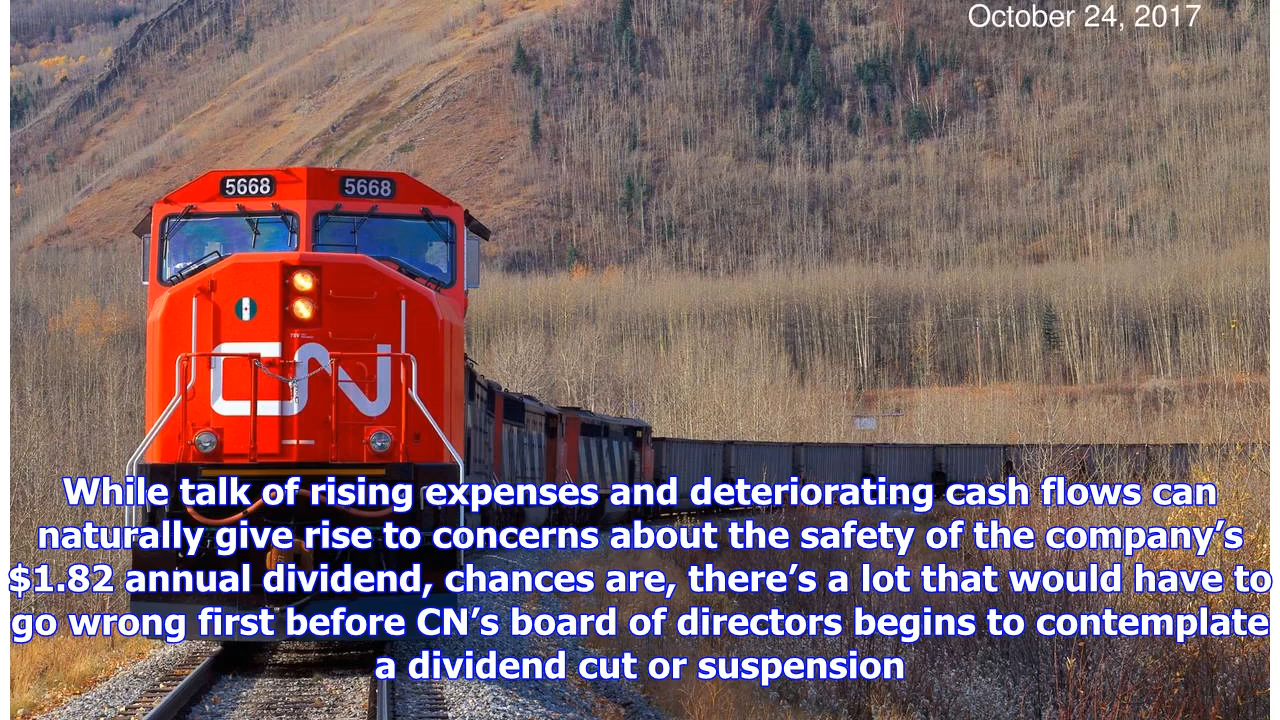 October 24, 2017
5668 5668
CN
While talk of rising expenses and deteriorating cash flows can
naturally give rise to concerns about the safety of the company’s
$1.82 annual dividend, chances are, there’s a lot that would have to
go wrong first before CN’s board of directors begins to contemplate
a dividend cut or suspension